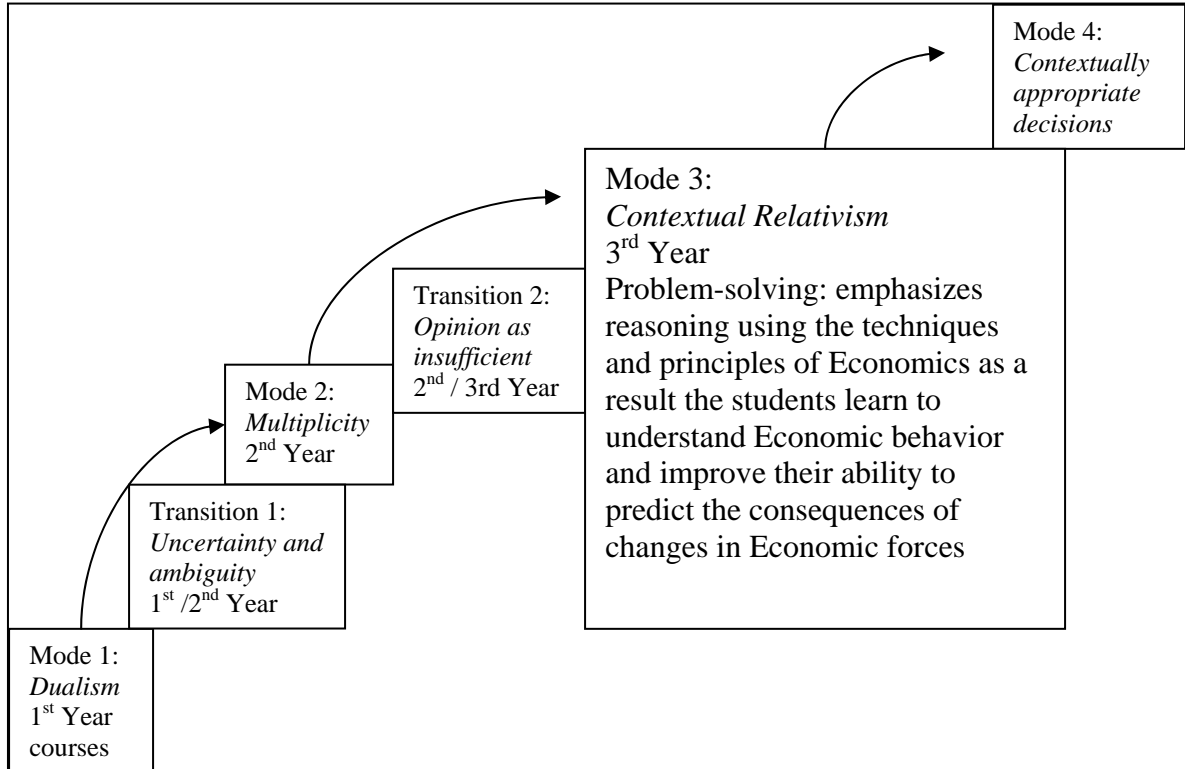 Mode 1:
Dualism
1st Year
courses
Transition 1:
Uncertainty and
ambiguity
1st /2nd Year
Mode 2:
Multiplicity
2nd Year
Transition 2:
Opinion as
insufficient
2nd / 3rd Year
Mode 3:
Contextual Relativism
3rd Year
Problem-solving: emphasizes
reasoning using the techniques
and principles of Economics as a
result the students learn to
understand Economic behavior
and improve their ability to
predict the consequences of
changes in Economic forces
Mode 4:
Contextually
appropriate
decisions